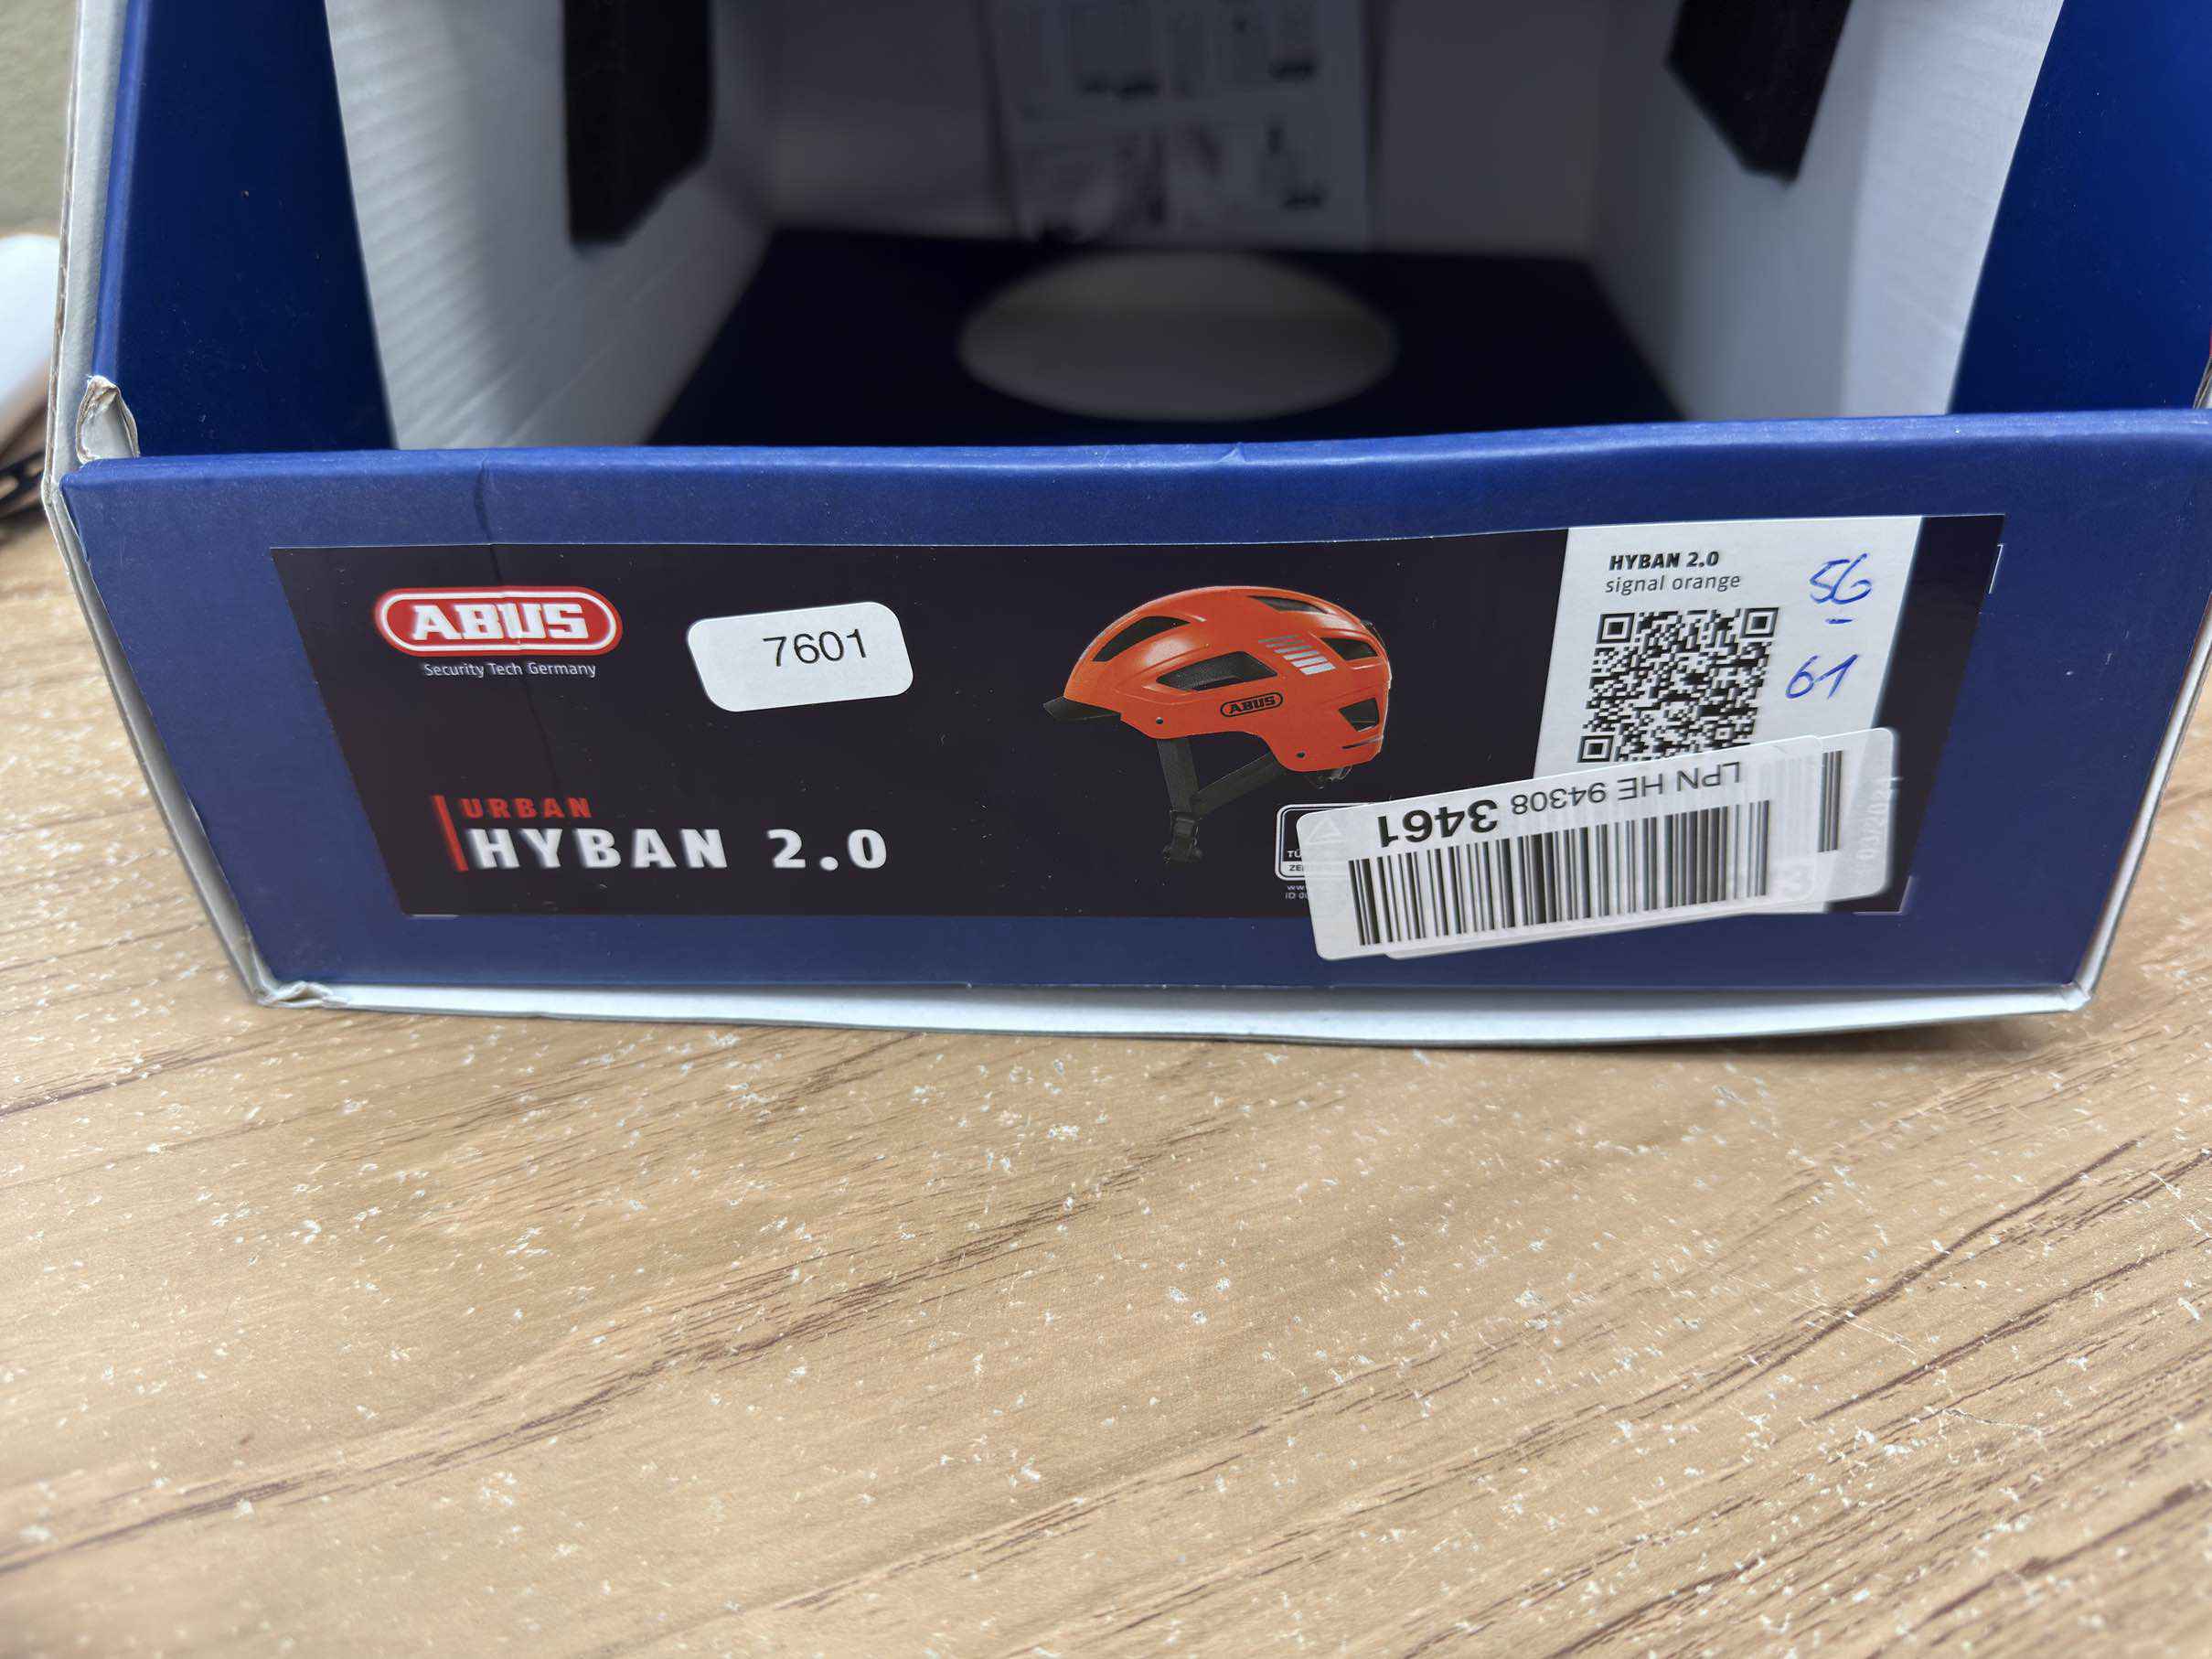 ABUS
Security Tech Germany
7601
URBAN
HYBAN 2.0
ABUS
HYBAN 2.0
signal orange
56
-
61
LPN HE 94308 3461